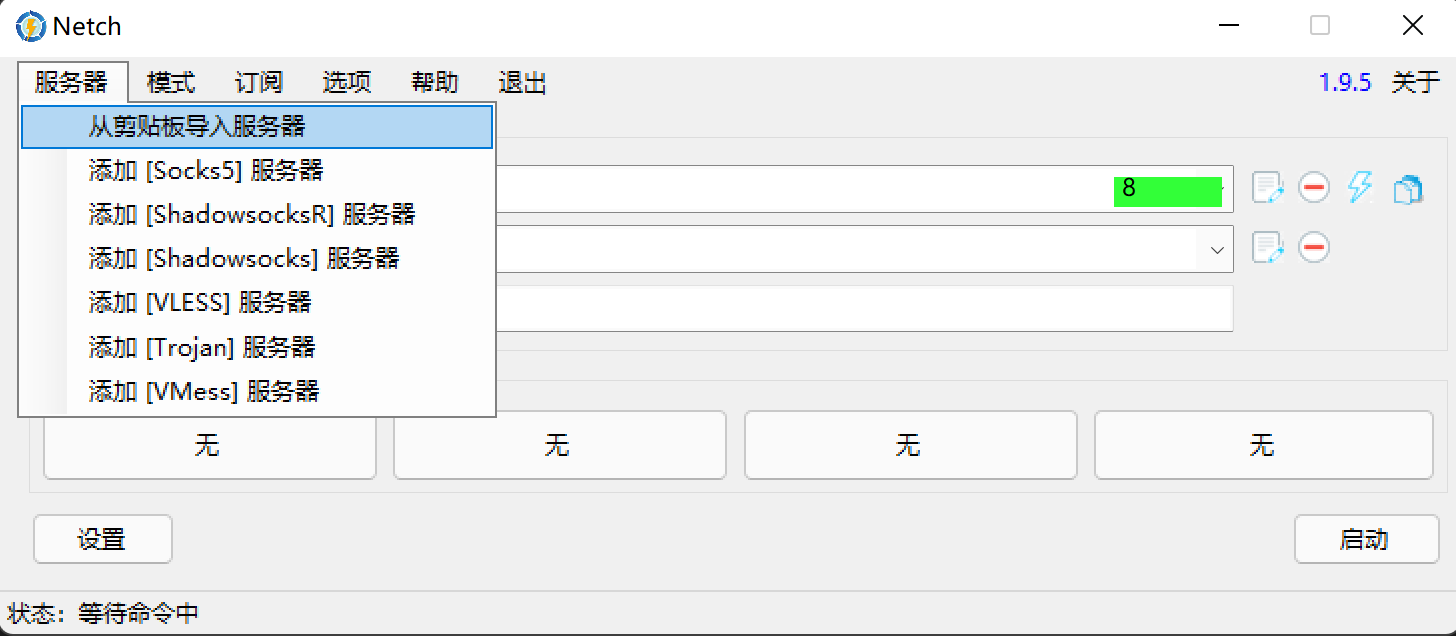 Netch
服务器 模式 订阅 选项 帮助 退出 1.9.5 关于
从剪贴板导入服务器
添加 [Socks5] 服务器
8
添加 [ShadowsocksR] 服务器
添加 [Shadowsocks] 服务器
添加 [VLESS] 服务器
添加 [Trojan] 服务器
添加 [VMess] 服务器
无 无 无 无
设置 启动
状态：等待命令中